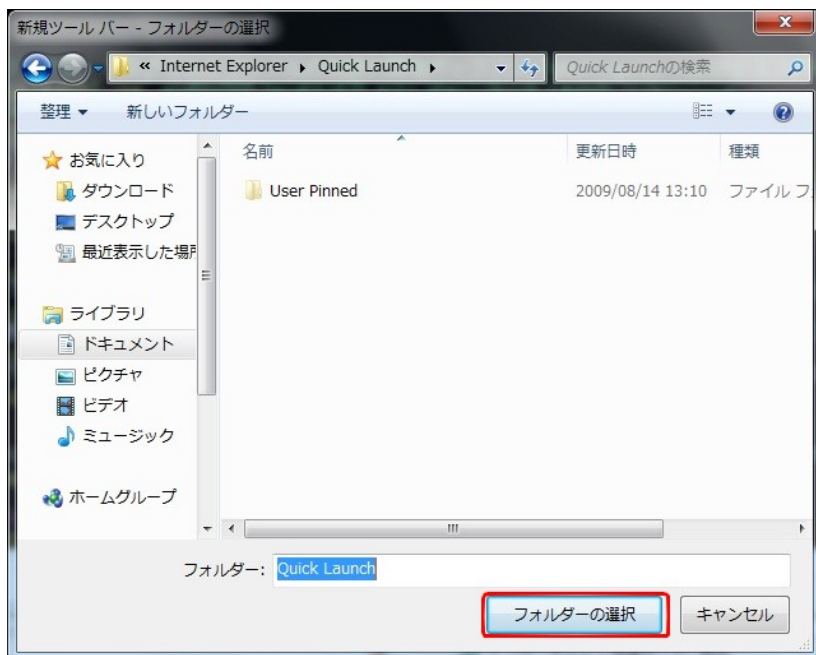 新規ツール バー - フォルダーの選択
« Internet Explorer ▸ Quick Launch ▸
Quick Launchの検索
整理 ▼ 新しいフォルダー
名前 更新日時 種類
お気に入り
ダウンロード
デスクトップ
最近表示した場所
ライブラリ
ドキュメント
ピクチャ
ビデオ
ミュージック
ホームグループ
User Pinned 2009/08/14 13:10 ファイル フ
フォルダー: Quick Launch
フォルダーの選択 キャンセル